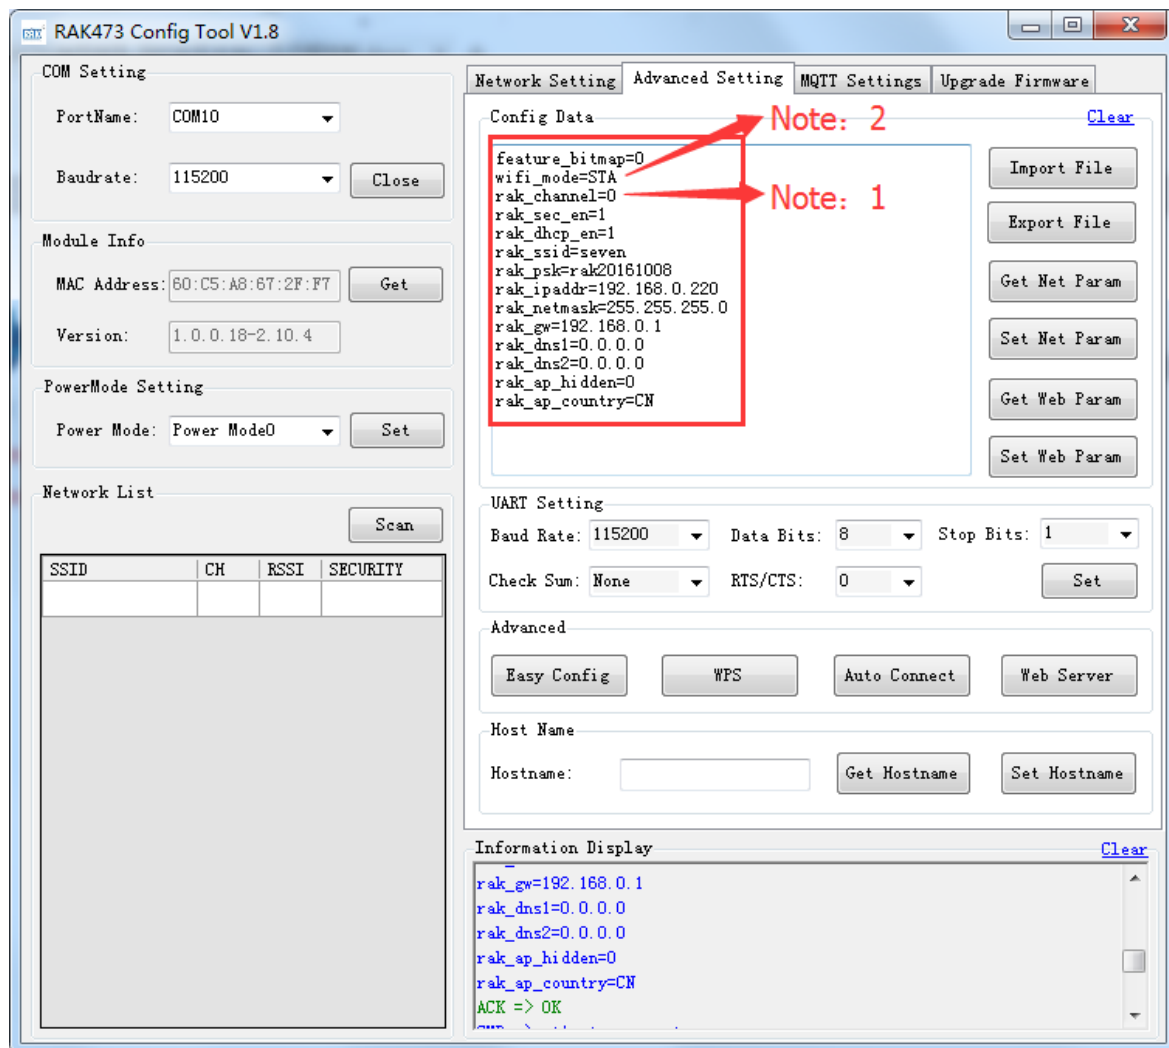 RAK473 Config Tool V1.8
COM Setting
PortName: COM10
Baudrate: 115200 Close
Module Info
MAC Address: 60:C5:A8:67:2F:F7 Get
Version: 1.0.0.18-2.10.4
PowerMode Setting
Power Mode: Power Mode0 Set
Network List
Scan
SSID CH RSSI SECURITY
Network Setting Advanced Setting MQTT Settings Upgrade Firmware
Config Data Clear
Note: 2
Note: 1
feature_bitmap=0
wifi_mode=STA
rak_channel=0
rak_sec_en=1
rak_dhcp_en=1
rak_ssid=seven
rak_psk=rak20161008
rak_ipaddr=192.168.0.220
rak_netmask=255.255.255.0
rak_gw=192.168.0.1
rak_dns1=0.0.0.0
rak_dns2=0.0.0.0
rak_ap_hidden=0
rak_ap_country=CN
Import File
Export File
Get Net Param
Set Net Param
Get Web Param
Set Web Param
UART Setting
Baud Rate: 115200 Data Bits: 8 Stop Bits: 1
Check Sum: None RTS/CTS: 0 Set
Advanced
Easy Config WPS Auto Connect Web Server
Host Name
Hostname: Get Hostname Set Hostname
Information Display Clear
rak_gw=192.168.0.1
rak_dns1=0.0.0.0
rak_dns2=0.0.0.0
rak_ap_hidden=0
rak_ap_country=CN
ACK => OK